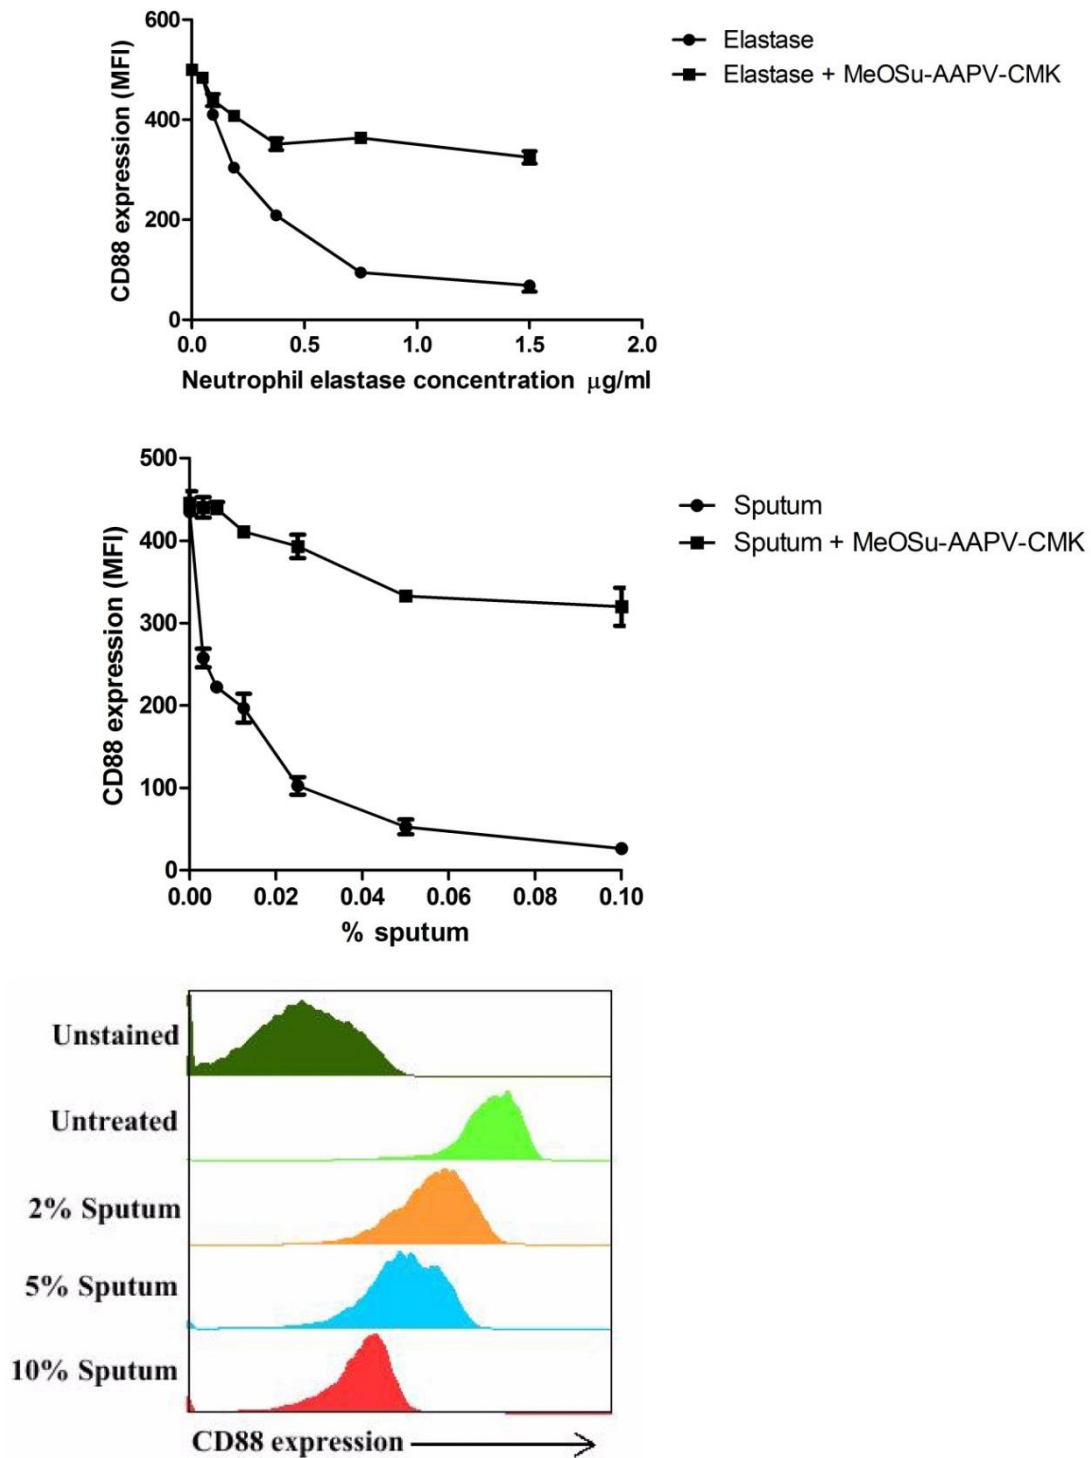 600
400
200
0
CD88 expression (MFI)
0.0 0.5 1.0 1.5 2.0
Neutrophil elastase concentration μg/ml
Elastase
Elastase + MeOSu-AAPV-CMK
500
400
300
200
100
0
CD88 expression (MFI)
0.00 0.02 0.04 0.06 0.08 0.10
% sputum
Sputum
Sputum + MeOSu-AAPV-CMK
Unstained
Untreated
2% Sputum
5% Sputum
10% Sputum
CD88 expression